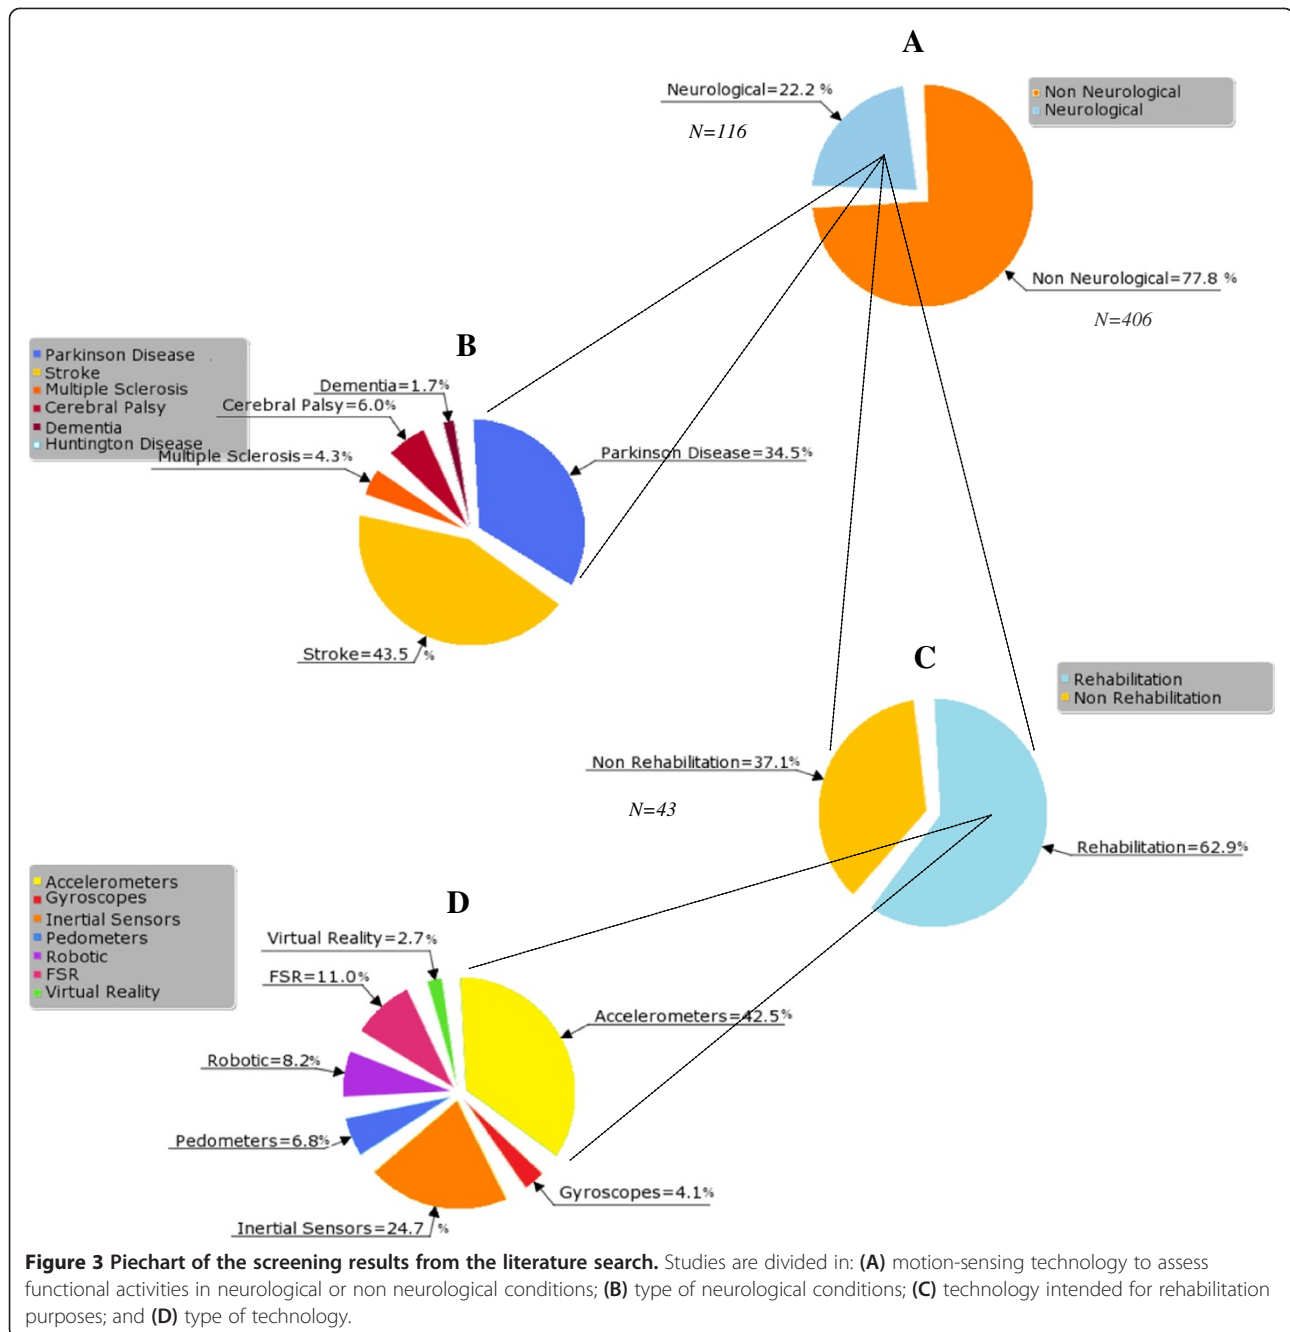 A
Neurological=22.2 %
N=116
Non Neurological
Neurological
Non Neurological=77.8 %
N=406
B
Parkinson Disease
Stroke
Multiple Sclerosis
Cerebral Palsy
Dementia
Huntington Disease
Dementia=1.7%
Cerebral Palsy=6.0%
Multiple Sclerosis=4.3%
Parkinson Disease=34.5%
Stroke=43.5 %
C
Rehabilitation
Non Rehabilitation
Non Rehabilitation=37.1%
N=43
Rehabilitation=62.9%
D
Accelerometers
Gyroscopes
Inertial Sensors
Pedometers
Robotic
FSR
Virtual Reality
Virtual Reality=2.7%
FSR=11.0%
Robotic=8.2%
Pedometers=6.8%
Inertial Sensors=24.7 %
Accelerometers=42.5%
Gyroscopes=4.1%
Figure 3 Piechart of the screening results from the literature search. Studies are divided in: (A) motion-sensing technology to assess
functional activities in neurological or non neurological conditions; (B) type of neurological conditions; (C) technology intended for rehabilitation
purposes; and (D) type of technology.